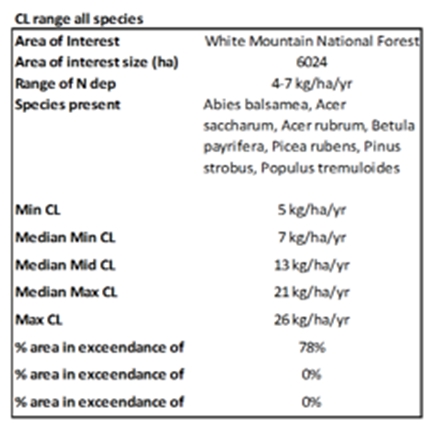 CL range all species
Area of Interest White Mountain National Forest
Area of interest size (ha) 6024
Range of N dep 4-7 kg/ha/yr
Species present Abies balsamea, Acer
saccharum, Acer rubrum, Betula
payrifera, Picea rubens, Pinus
strobus, Populus tremuloides
Min CL 5 kg/ha/yr
Median Min CL 7 kg/ha/yr
Median Mid CL 13 kg/ha/yr
Median Max CL 21 kg/ha/yr
Max CL 26 kg/ha/yr
% area in exceendance of 78%
% area in exceendance of 0%
% area in exceendance of 0%